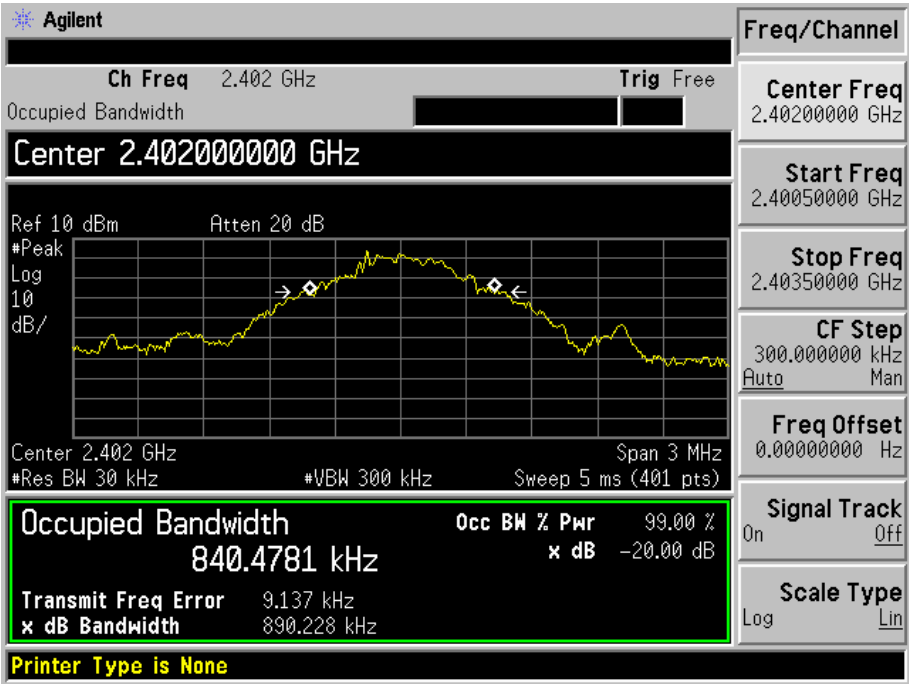 Agilent
Freq/Channel
Ch Freq 2.402 GHz Trig Free
Occupied Bandwidth
Center 2.402000000 GHz
Ref 10 dBm Atten 20 dB
#Peak
Log
10
dB/
Center 2.402 GHz Span 3 MHz
#Res BW 30 kHz #VBW 300 kHz Sweep 5 ms (401 pts)
Occupied Bandwidth
840.4781 kHz
Occ BW % Pwr 99.00 %
x dB -20.00 dB
Transmit Freq Error 9.137 kHz
x dB Bandwidth 890.228 kHz
Printer Type is None
Center Freq
2.40200000 GHz
Start Freq
2.40050000 GHz
Stop Freq
2.40350000 GHz
CF Step
300.000000 kHz
Auto Man
Freq Offset
0.00000000 Hz
Signal Track
On Off
Scale Type
Log Lin